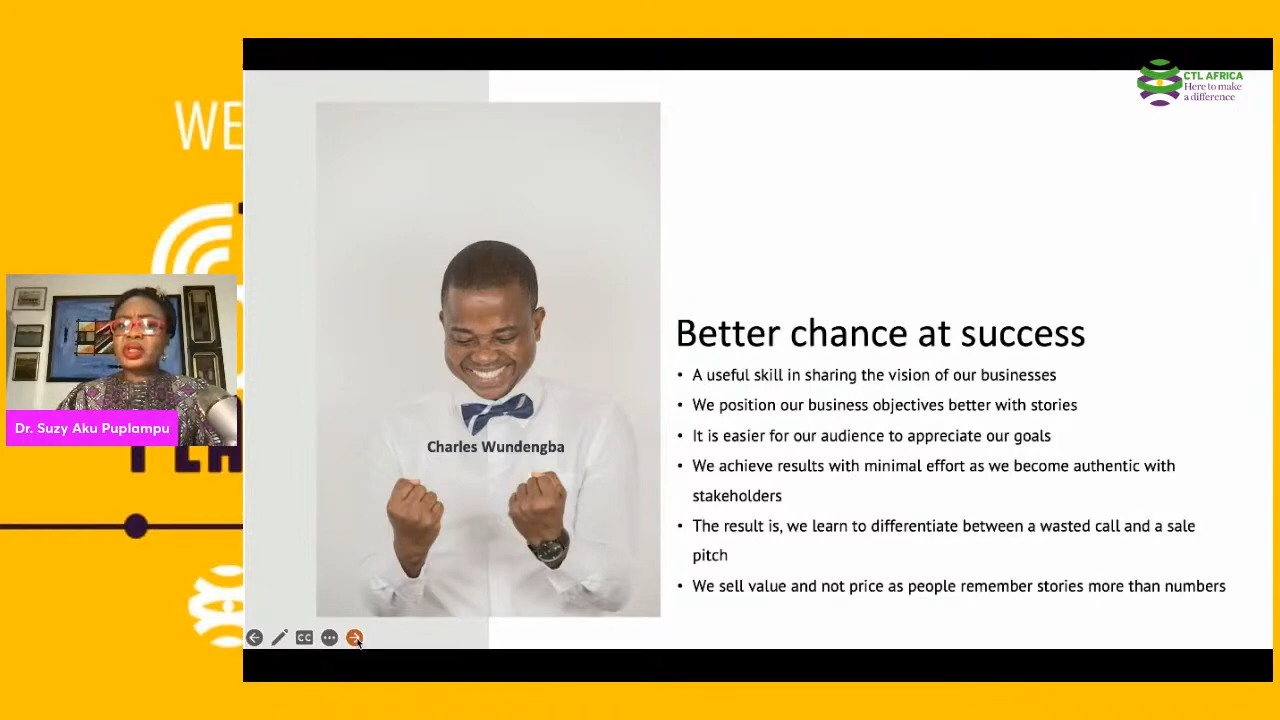 WE
CTL AFRICA
Here to make
a difference
Better chance at success
• A useful skill in sharing the vision of our businesses
• We position our business objectives better with stories
• It is easier for our audience to appreciate our goals
• We achieve results with minimal effort as we become authentic with
stakeholders
• The result is, we learn to differentiate between a wasted call and a sale
pitch
• We sell value and not price as people remember stories more than numbers
Charles Wundengba
Dr. Suzy Aku Puplampu
CC